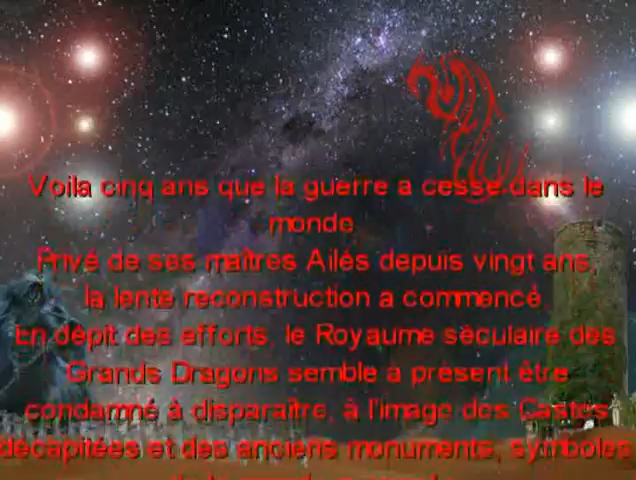 Voila cinq ans que la guerre a cessé dans le
monde
Privé de ses maîtres Ailés depuis vingt ans,
la lente reconstruction a commencé.
En dépit des efforts, le Royaume séculaire des
Grands Dragons semble à présent être
condamné à disparaître, à l'image des Castes
décapitées et des anciens monuments, symboles